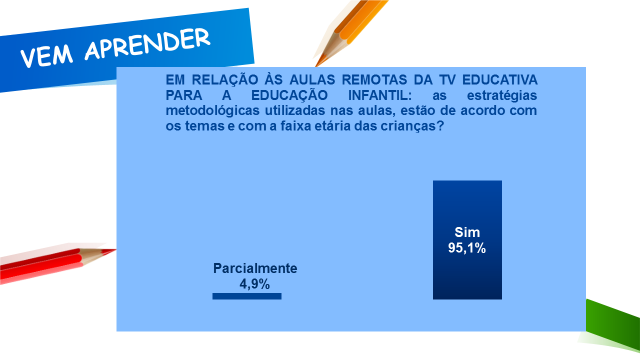 VEM APRENDER
EM RELAÇÃO ÀS AULAS REMOTAS DA TV EDUCATIVA
PARA A EDUCAÇÃO INFANTIL: as estratégias
metodológicas utilizadas nas aulas, estão de acordo com
os temas e com a faixa etária das crianças?
Sim
95,1%
Parcialmente
4,9%